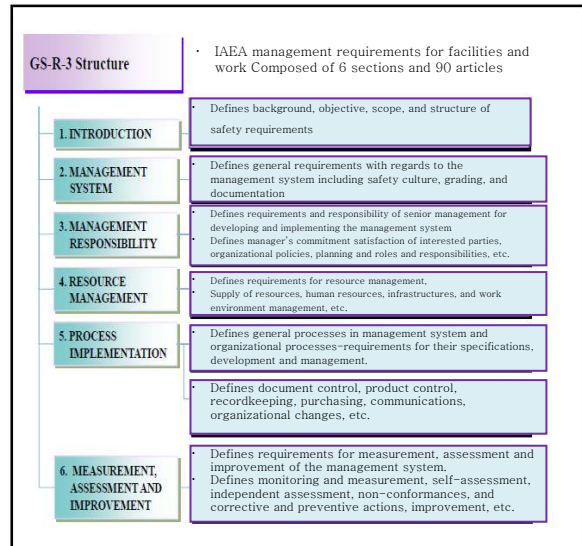 GS-R-3 Structure
· IAEA management requirements for facilities and
work Composed of 6 sections and 90 articles
1. INTRODUCTION
· Defines background, objective, scope, and structure of
safety requirements
2. MANAGEMENT
SYSTEM
· Defines general requirements with regards to the
management system including safety culture, grading, and
documentation
3. MANAGEMENT
RESPONSIBILITY
· Defines requirements and responsibility of senior management for
developing and implementing the management system
· Defines manager's commitment satisfaction of interested parties,
organizational policies, planning and roles and responsibilities, etc.
4. RESOURCE
MANAGEMENT
· Defines requirements for resource management,
· Supply of resources, human resources, infrastructures, and work
environment management, etc.
5. PROCESS
IMPLEMENTATION
· Defines general processes in management system and
organizational processes-requirements for their specifications,
development and management.
· Defines document control, product control,
recordkeeping, purchasing, communications,
organizational changes, etc.
6. MEASUREMENT,
ASSESSMENT AND
IMPROVEMENT
· Defines requirements for measurement, assessment and
improvement of the management system.
· Defines monitoring and measurement, self-assessment,
independent assessment, non-conformances, and
corrective and preventive actions, improvement, etc.